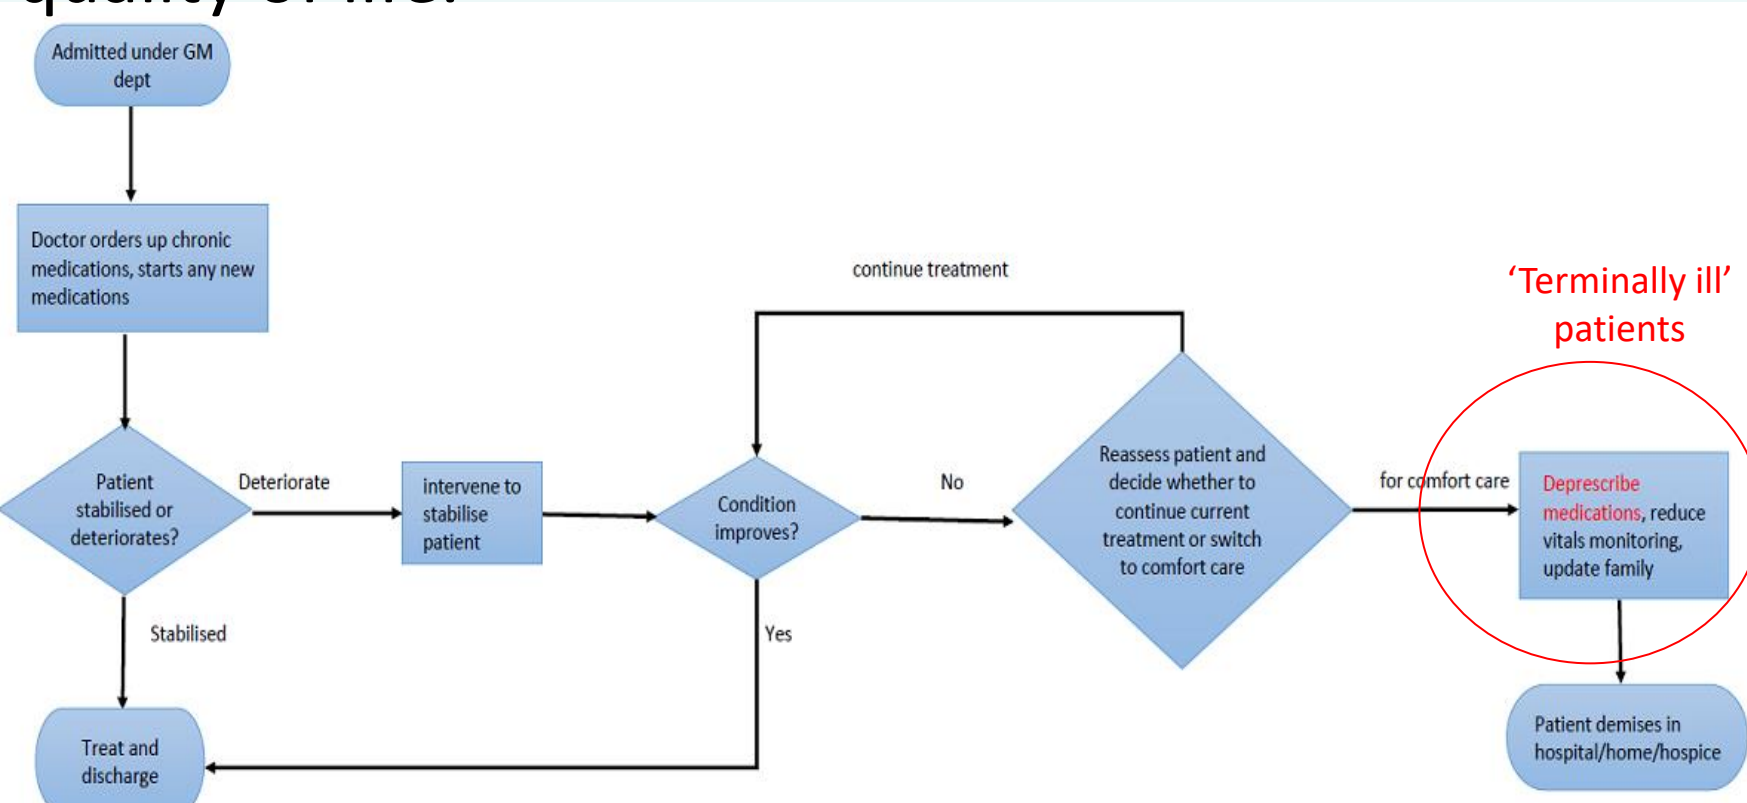 quality of life.
Admitted under GM
dept
Doctor orders up chronic
medications, starts any new
medications
continue treatment
'Terminally ill'
patients
Patient
stabilised or
deteriorates?
Deteriorate
intervene to
stabilise
patient
Condition
improves?
No
Reassess patient and
decide whether to
continue current
treatment or switch
to comfort care
for comfort care
Deprescribe
medications, reduce
vitals monitoring,
update family
Stabilised
Yes
Treat and
discharge
Patient demises in
hospital/home/hospice